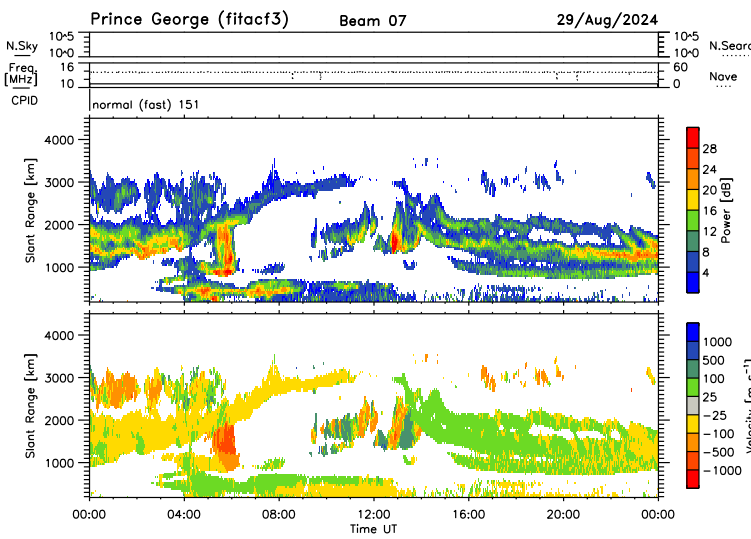 Prince George (fitacf3) Beam 07 29/Aug/2024
N.Sky 10^5 10^0 10^5 10^0 N.Sear
Freq [MHz] 16 10 60 0 Nave
CPID normal (fast) 151
Slant Range [km] 4000 3000 2000 1000
28 24 20 16 12 8 4 Power [dB]
Slant Range [km] 4000 3000 2000 1000
1000 500 100 25 -25 -100 -500 -1000 Velocity [m s⁻¹]
00:00 04:00 08:00 12:00 16:00 20:00 00:00
Time UT